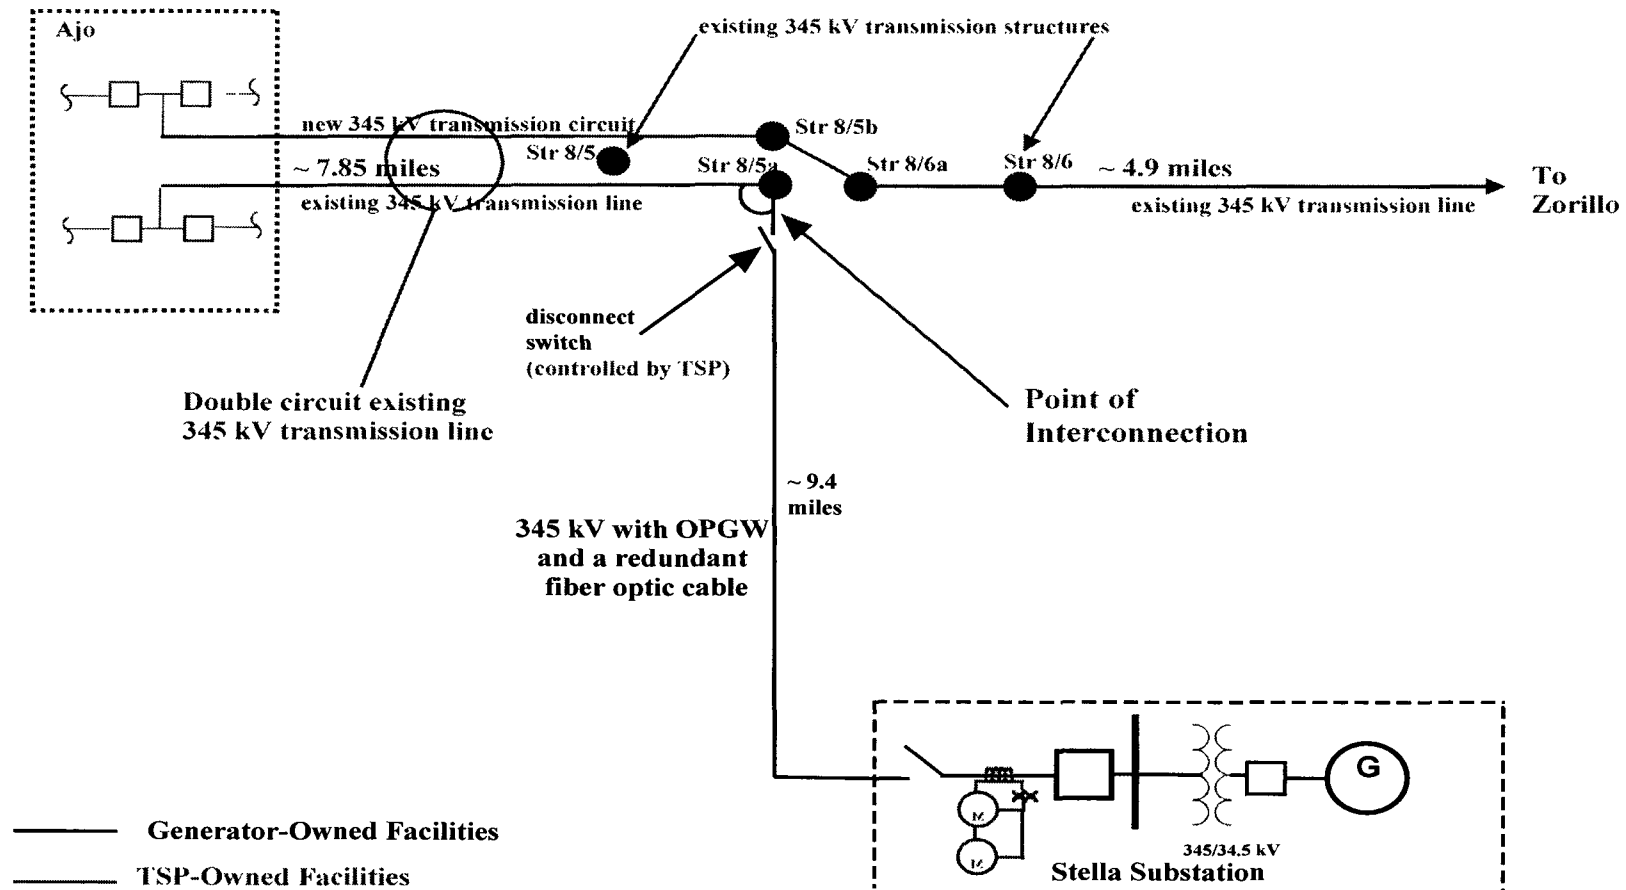 Ajo
existing 345 kV transmission structures
new 345 kV transmission circuit
Str 8/5b
Str 8/5
Str 8/5a
Str 8/6a
Str 8/6
~ 7.85 miles
~ 4.9 miles
existing 345 kV transmission line
existing 345 kV transmission line
To
Zorillo
disconnect
switch
(controlled by TSP)
Double circuit existing
345 kV transmission line
Point of
Interconnection
~ 9.4
miles
345 kV with OPGW
and a redundant
fiber optic cable
G
M
M
345/34.5 kV
Stella Substation
Generator-Owned Facilities
TSP-Owned Facilities